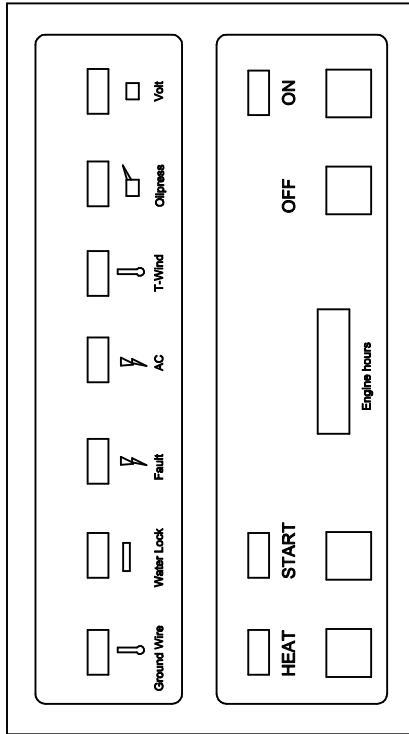 Ground Wire
Water Lock
Fault
AC
T-Wind
Oilpress
Volt
HEAT
START
Engine hours
OFF
ON